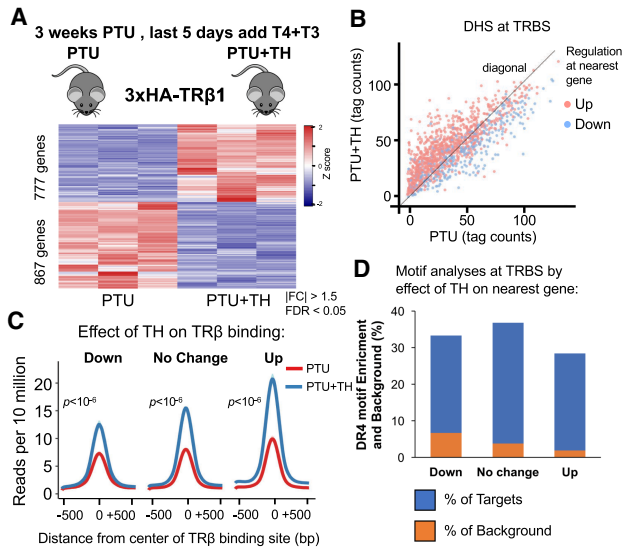 A
3 weeks PTU , last 5 days add T4+T3
PTU
PTU+TH
3xHA-TRβ1
777 genes
867 genes
2
1
0
-2
Z score
PTU
PTU+TH
|FC| > 1.5
FDR < 0.05
B
DHS at TRBS
diagonal
Regulation
at nearest
gene
Up
Down
PTU+TH (tag counts)
100
50
0
0
50
100
PTU (tag counts)
C
Effect of TH on TRβ binding:
Down
No Change
Up
PTU
PTU+TH
p<10-6
p<10-6
p<10-6
Reads per 10 million
20
15
10
5
0
-500
0
+500
-500
0
+500
-500
0
+500
Distance from center of TRβ binding site (bp)
D
Motif analyses at TRBS by
effect of TH on nearest gene:
DR4 motif Enricment
and Background (%)
40
30
20
10
0
Down
No change
Up
% of Targets
% of Background